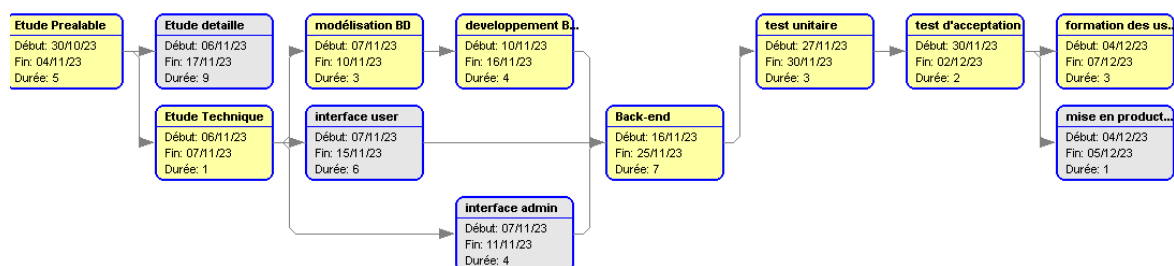 Etude Prealable
Début: 30/10/23
Fin: 04/11/23
Durée: 5
Etude detaille
Début: 06/11/23
Fin: 17/11/23
Durée: 9
modélisation BD
Début: 07/11/23
Fin: 10/11/23
Durée: 3
developpement B...
Début: 10/11/23
Fin: 16/11/23
Durée: 4
test unitaire
Début: 27/11/23
Fin: 30/11/23
Durée: 3
test d'acceptation
Début: 30/11/23
Fin: 02/12/23
Durée: 2
formation des us...
Début: 04/12/23
Fin: 07/12/23
Durée: 3
Etude Technique
Début: 06/11/23
Fin: 07/11/23
Durée: 1
interface user
Début: 07/11/23
Fin: 15/11/23
Durée: 6
Back-end
Début: 16/11/23
Fin: 25/11/23
Durée: 7
mise en product...
Début: 04/12/23
Fin: 05/12/23
Durée: 1
interface admin
Début: 07/11/23
Fin: 11/11/23
Durée: 4